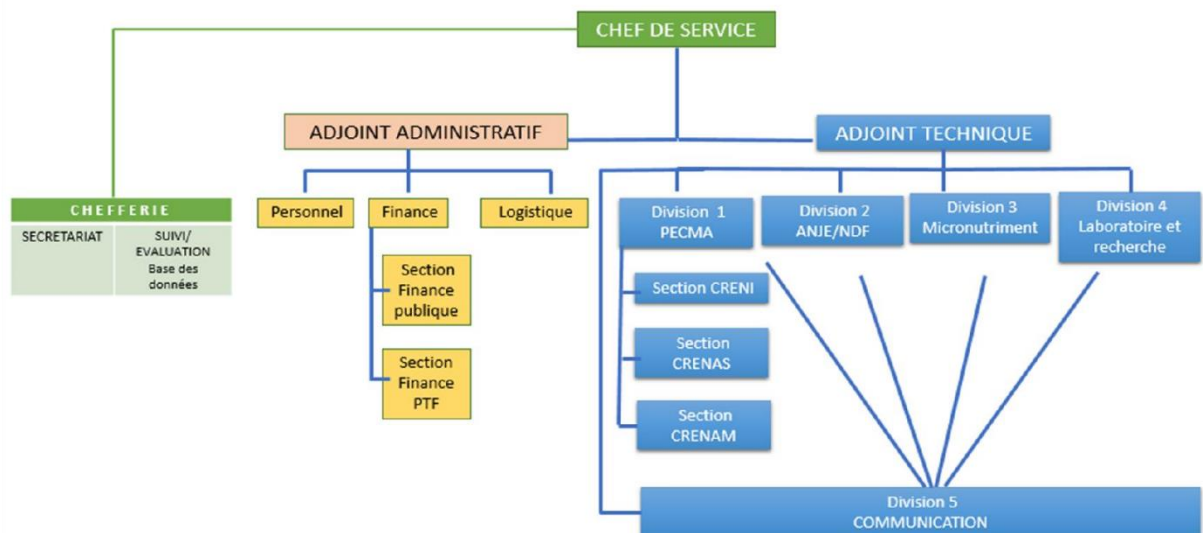 CHEF DE SERVICE
ADJOINT ADMINISTRATIF
ADJOINT TECHNIQUE
CHEFFERIE
SECRETARIAT
SUIVI/
EVALUATION
Base des
données
Personnel
Finance
Logistique
Section
Finance
publique
Section
Finance
PTF
Division 1
PECMA
Division 2
ANJE/NDF
Division 3
Micronutriment
Division 4
Laboratoire et
recherche
Section CRENI
Section
CRENAS
Section
CRENAM
Division 5
COMMUNICATION